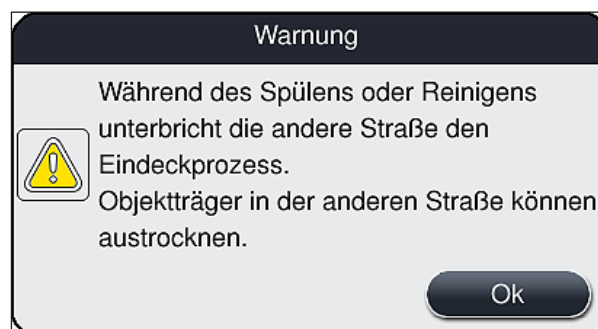 Warnung
Während des Spülens oder Reinigens
unterbricht die andere Straße den
Eindeckprozess.
Objektträger in der anderen Straße können
austrocknen.
Ok